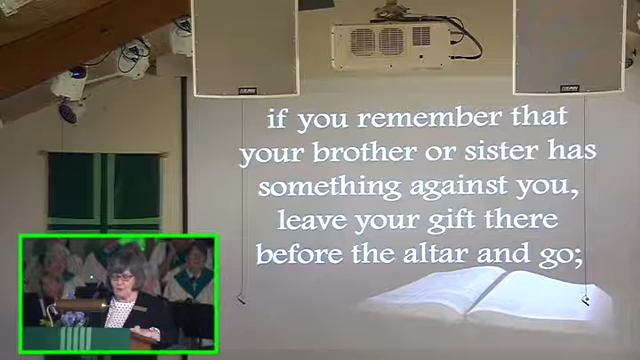 if you remember that
your brother or sister has
something against you,
leave your gift there
before the altar and go;